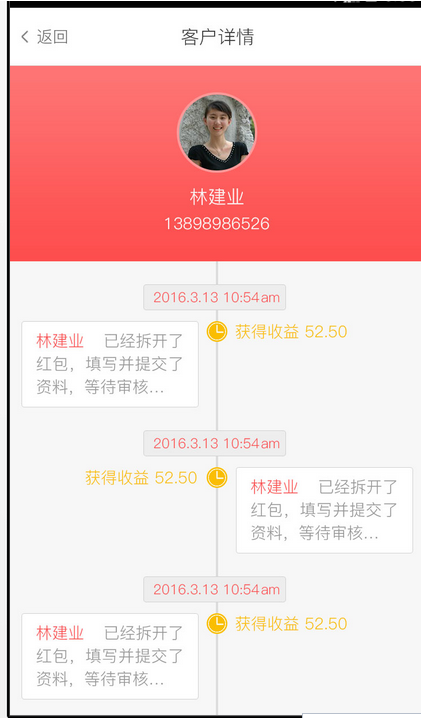 返回
客户详情
林建业
13898986526
2016.3.13 10:54am
获得收益 52.50
林建业 已经拆开了
红包，填写并提交了
资料，等待审核...
2016.3.13 10:54am
获得收益 52.50
林建业 已经拆开了
红包，填写并提交了
资料，等待审核...
2016.3.13 10:54am
获得收益 52.50
林建业 已经拆开了
红包，填写并提交了
资料，等待审核...